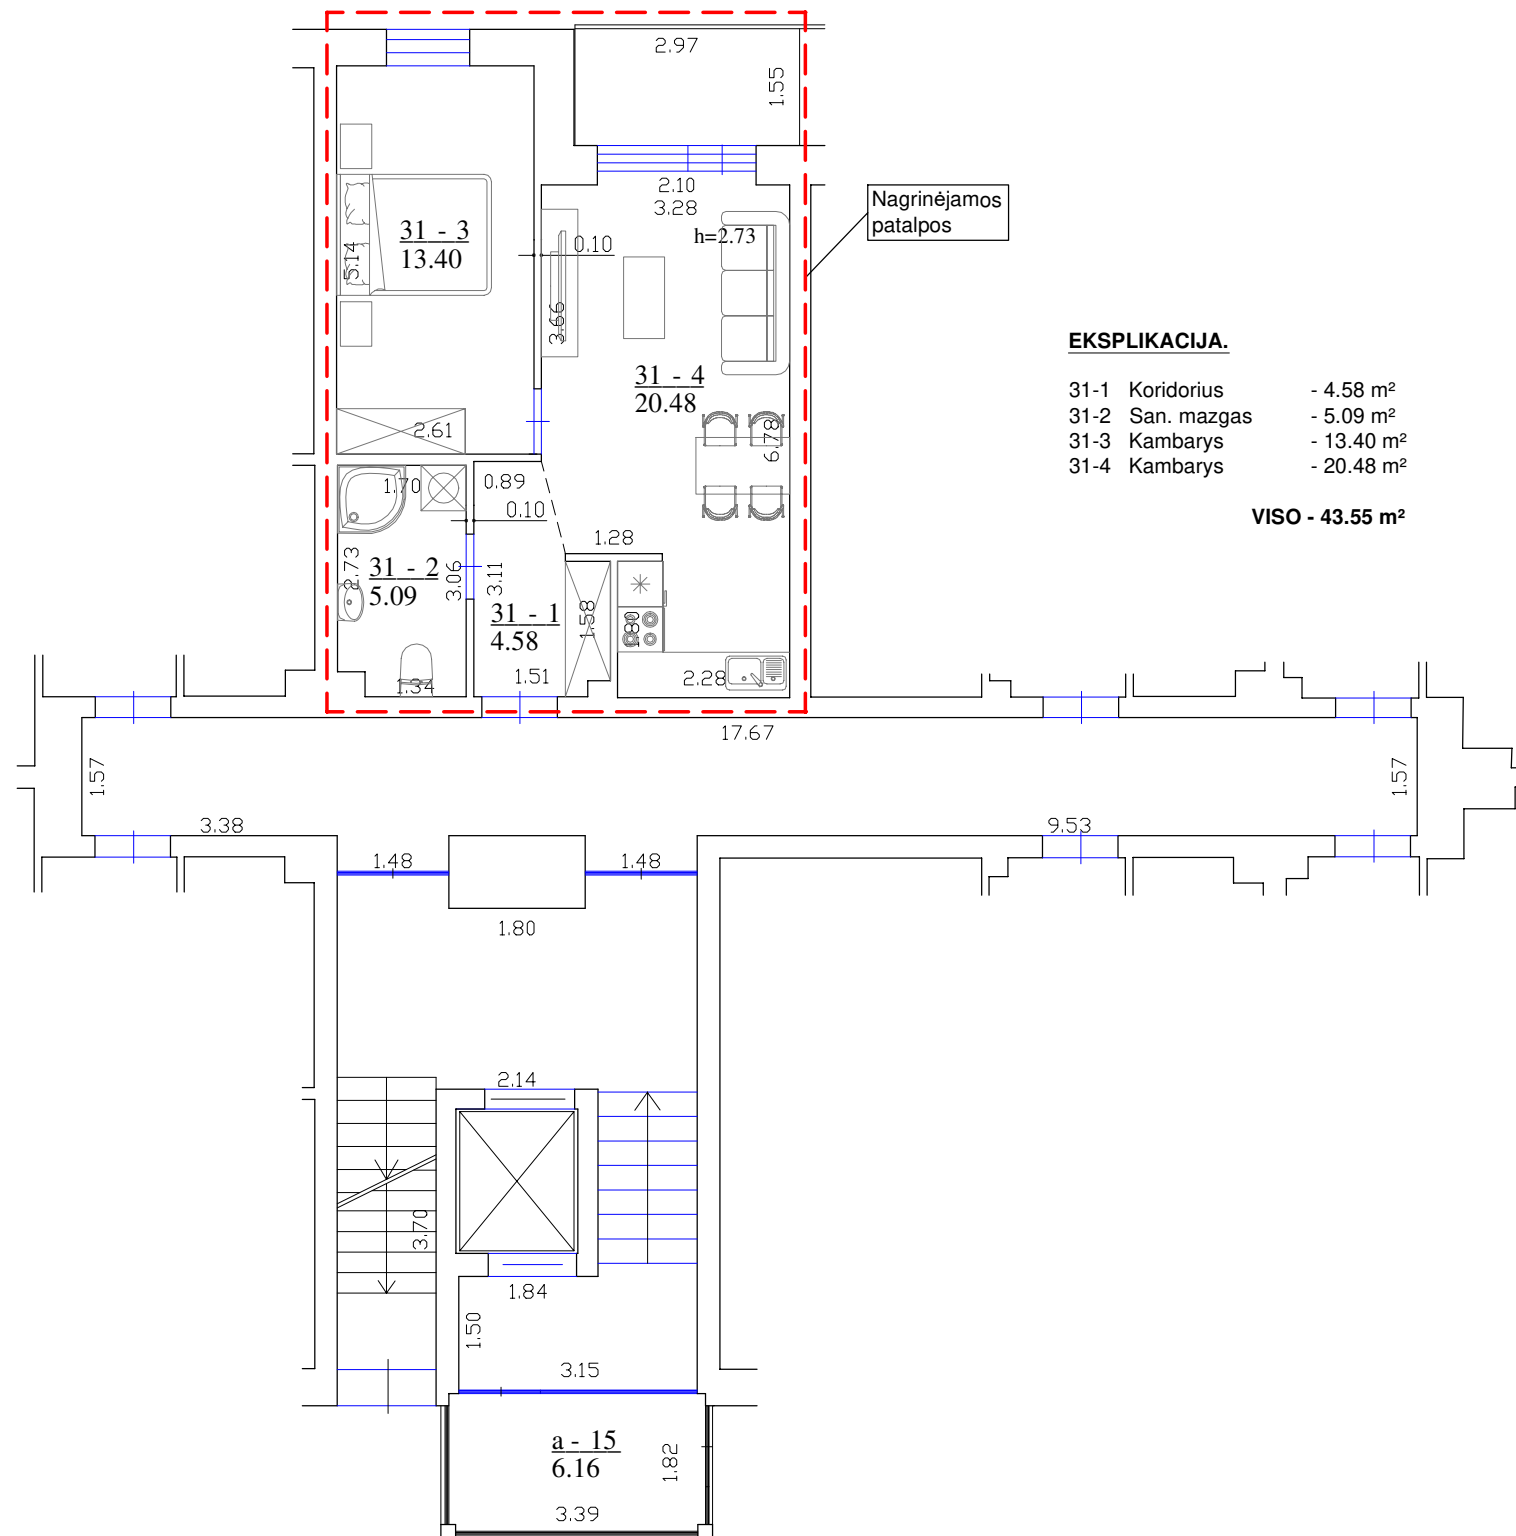 2.97
1.55
2.10
3.28
h=2.73
Nagrinėjamos
patalpos
31 - 3
13.40
5.14
0.10
3.66
31 - 4
20.48
2.61
6.78
EKSPLIKACIJA.
31-1 Koridorius - 4.58 m²
31-2 San. mazgas - 5.09 m²
31-3 Kambarys - 13.40 m²
31-4 Kambarys - 20.48 m²
VISO - 43.55 m²
1.70
0.89
0.10
1.28
2.73
31 - 2
5.09
3.06
3.11
31 - 1
4.58
1.58
1.80
1.34
1.51
2.28
17.67
1.57
1.57
3.38
9.53
1.48
1.48
1.80
2.14
3.70
1.84
1.50
3.15
a - 15
6.16
1.82
3.39